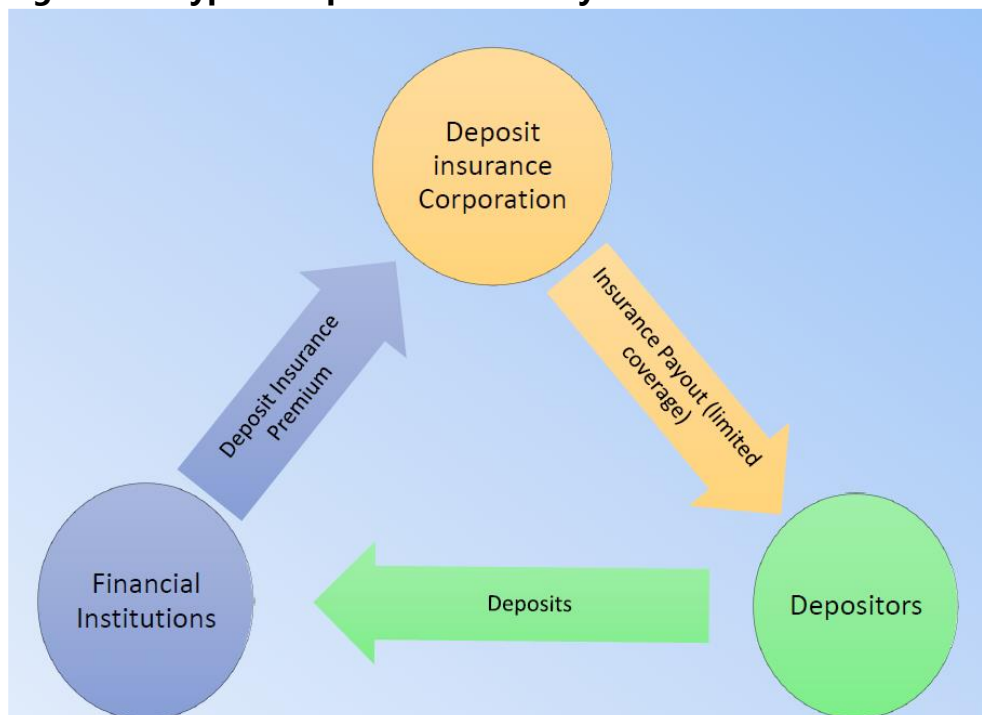 Deposit
insurance
Corporation
Deposit Insurance
Premium
Insurance Payout (limited
coverage)
Financial
Institutions
Deposits
Depositors